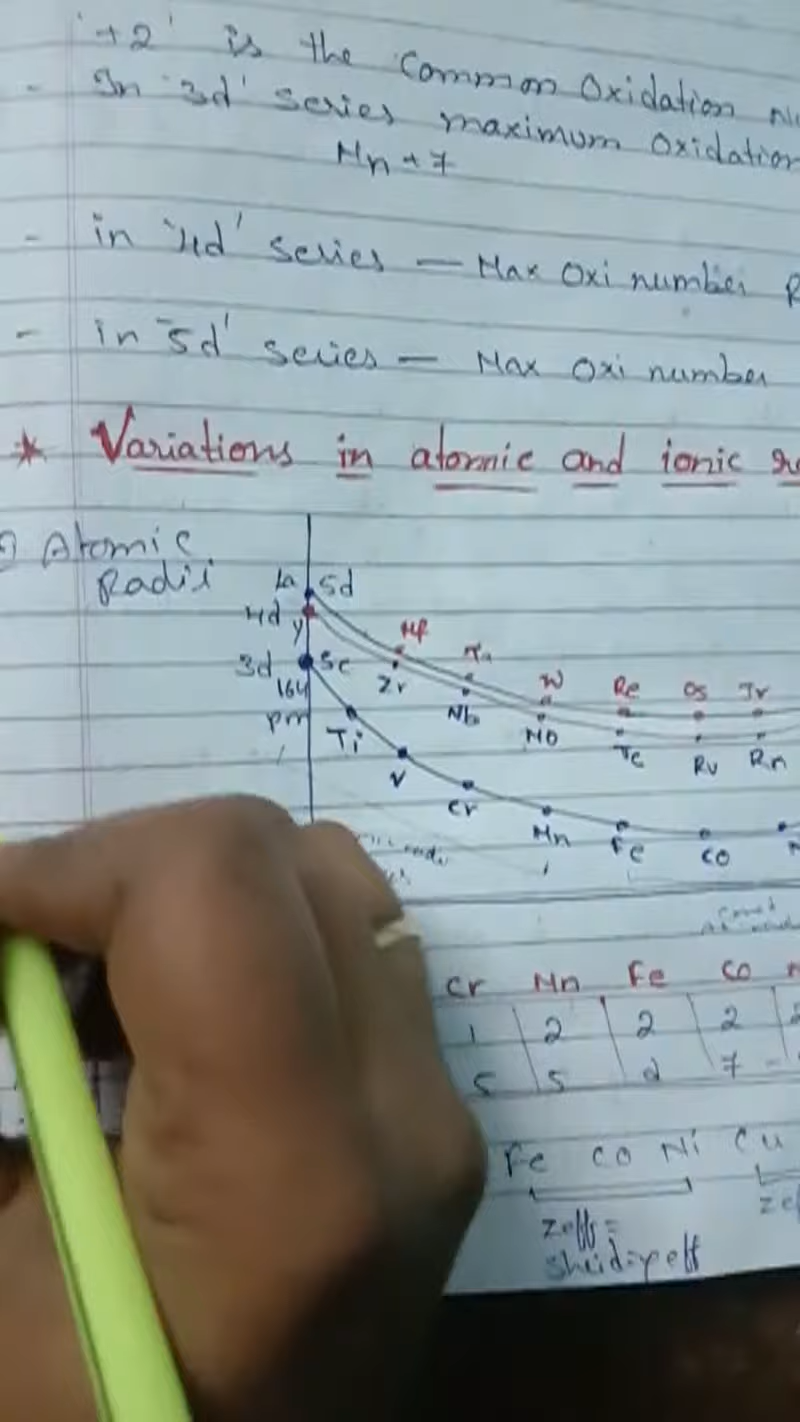 '+2' is the Common Oxidation
- In '3d' series maximum Oxidation
Mn +7
- in '4d' series — Max Oxi number
- in '5d' series — Max Oxi number
* Variations in atomic and ionic
Atomic
Radii
La 5d
4d
y
3d Sc
164
pm
Hf Ta W Re Os Ir
Zr Nb Mo Tc Ru Rn
Ti V Cr Mn Fe Co
Cr Mn Fe Co
1 2 2 2
5 5 d 7
Fe Co Ni Cu
Zeff =